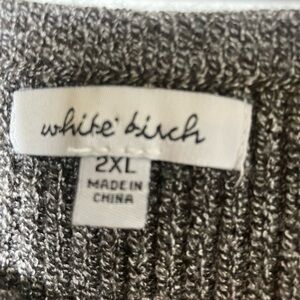 white birch
2XL
MADE IN
CHINA